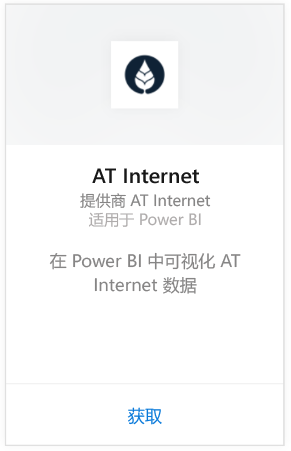 AT Internet
提供商 AT Internet
适用于 Power BI
在 Power BI 中可视化 AT
Internet 数据
获取